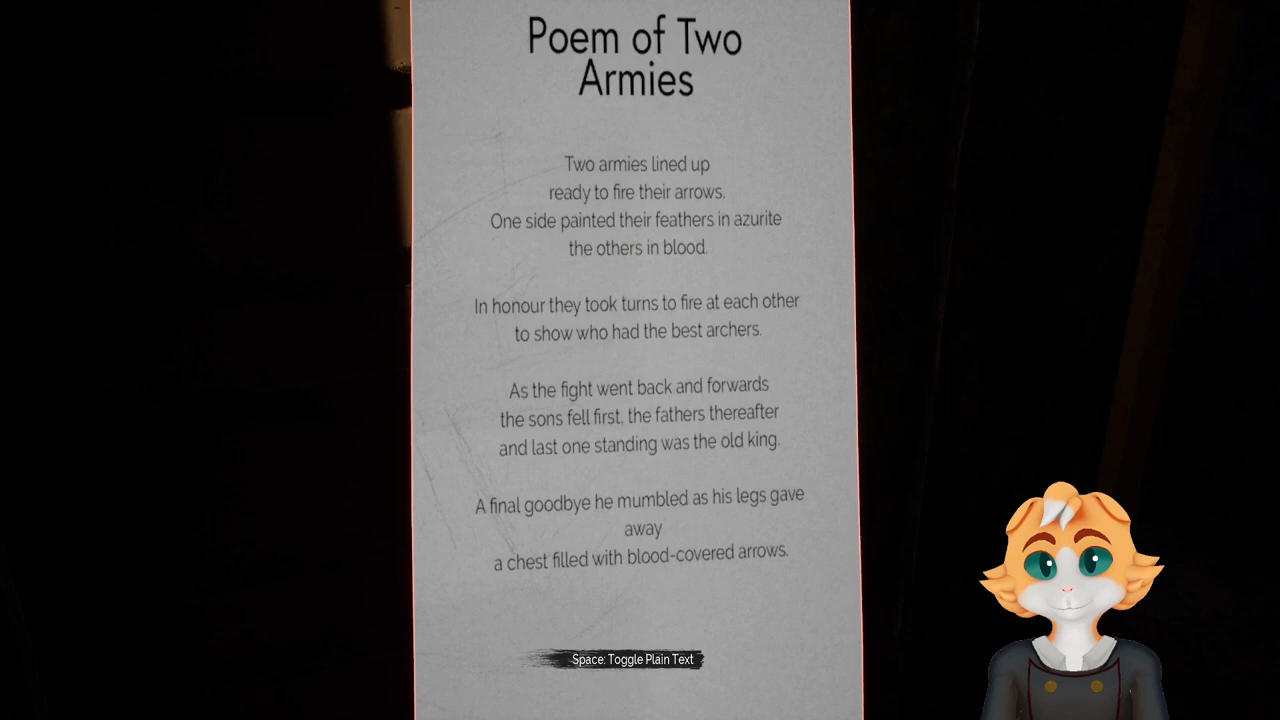 Poem of Two
Armies
Two armies lined up
ready to fire their arrows.
One side painted their feathers in azurite
the others in blood.
In honour they took turns to fire at each other
to show who had the best archers.
As the fight went back and forwards
the sons fell first, the fathers thereafter
and last one standing was the old king.
A final goodbye he mumbled as his legs gave
away
a chest filled with blood-covered arrows.
Space: Toggle Plain Text